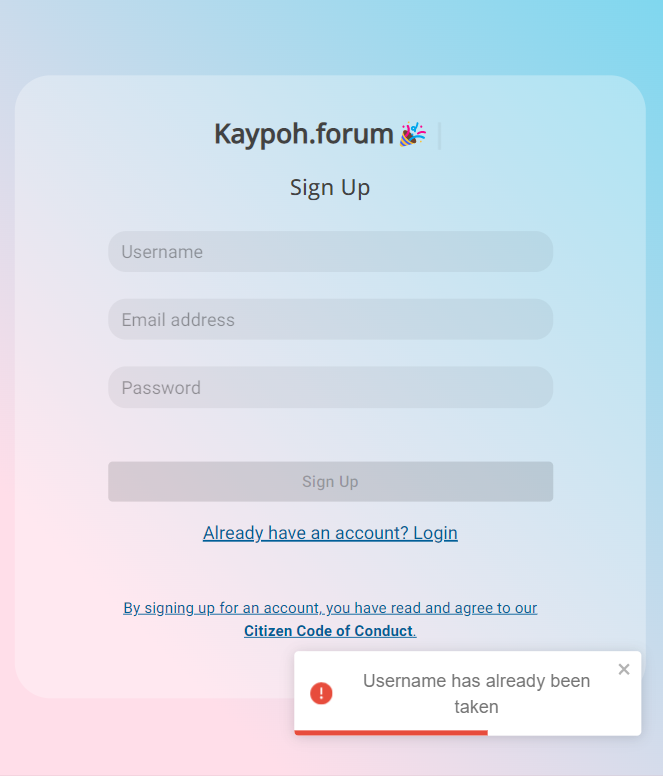 Kaypoh.forum 🎉
Sign Up
Username
Email address
Password
Sign Up
Already have an account? Login
By signing up for an account, you have read and agree to our
Citizen Code of Conduct.
Username has already been
taken